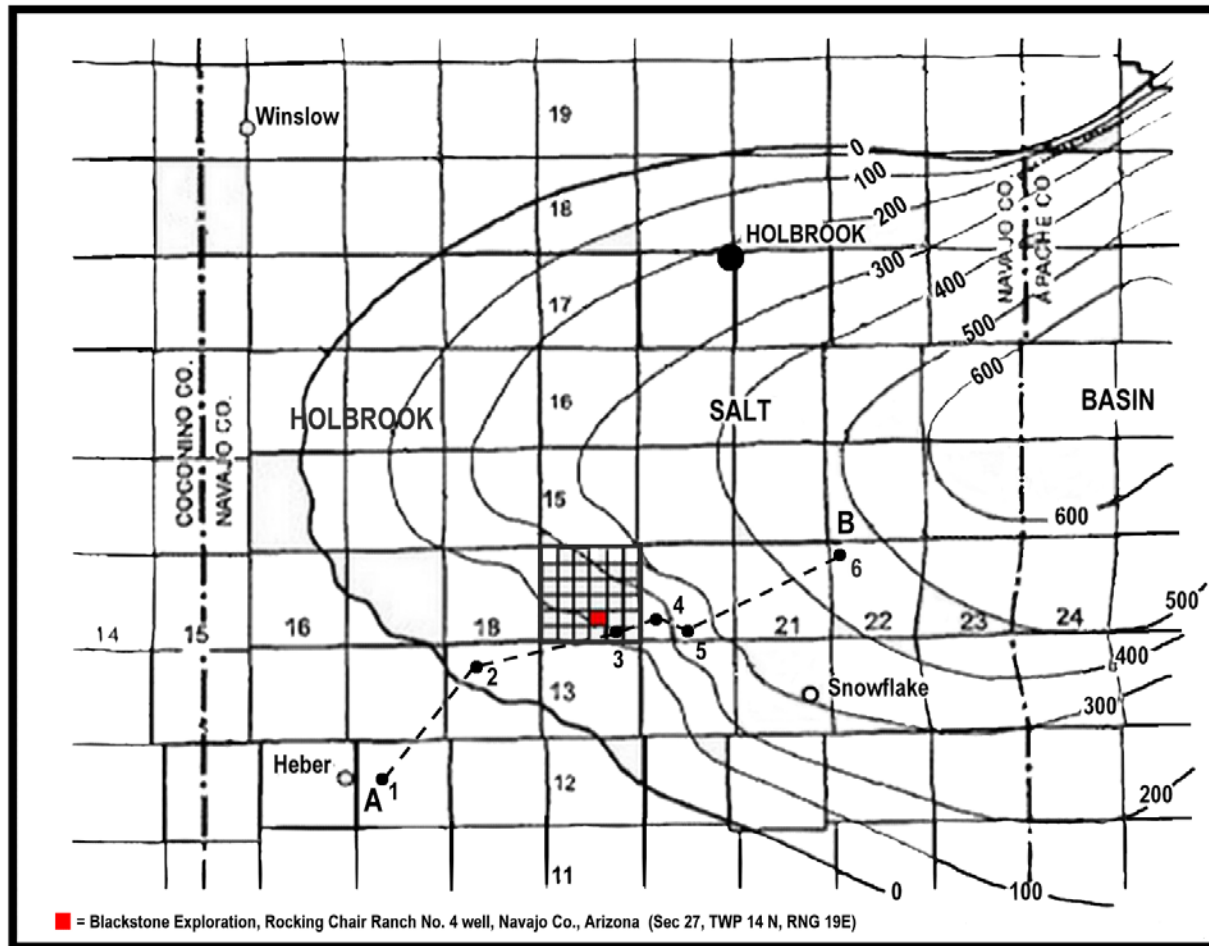 Winslow
19
0
100
18
200
NAVAJO CO
APACHE CO
HOLBROOK
300
400
17
500
600
COCONINO CO.
NAVAJO CO.
HOLBROOK
16
SALT
BASIN
15
600
B
6
4
3
5
14
15
16
18
21
22
23
24
500
400
2
13
Snowflake
300
Heber
A
1
12
200
11
0
100
= Blackstone Exploration, Rocking Chair Ranch No. 4 well, Navajo Co., Arizona (Sec 27, TWP 14 N, RNG 19E)